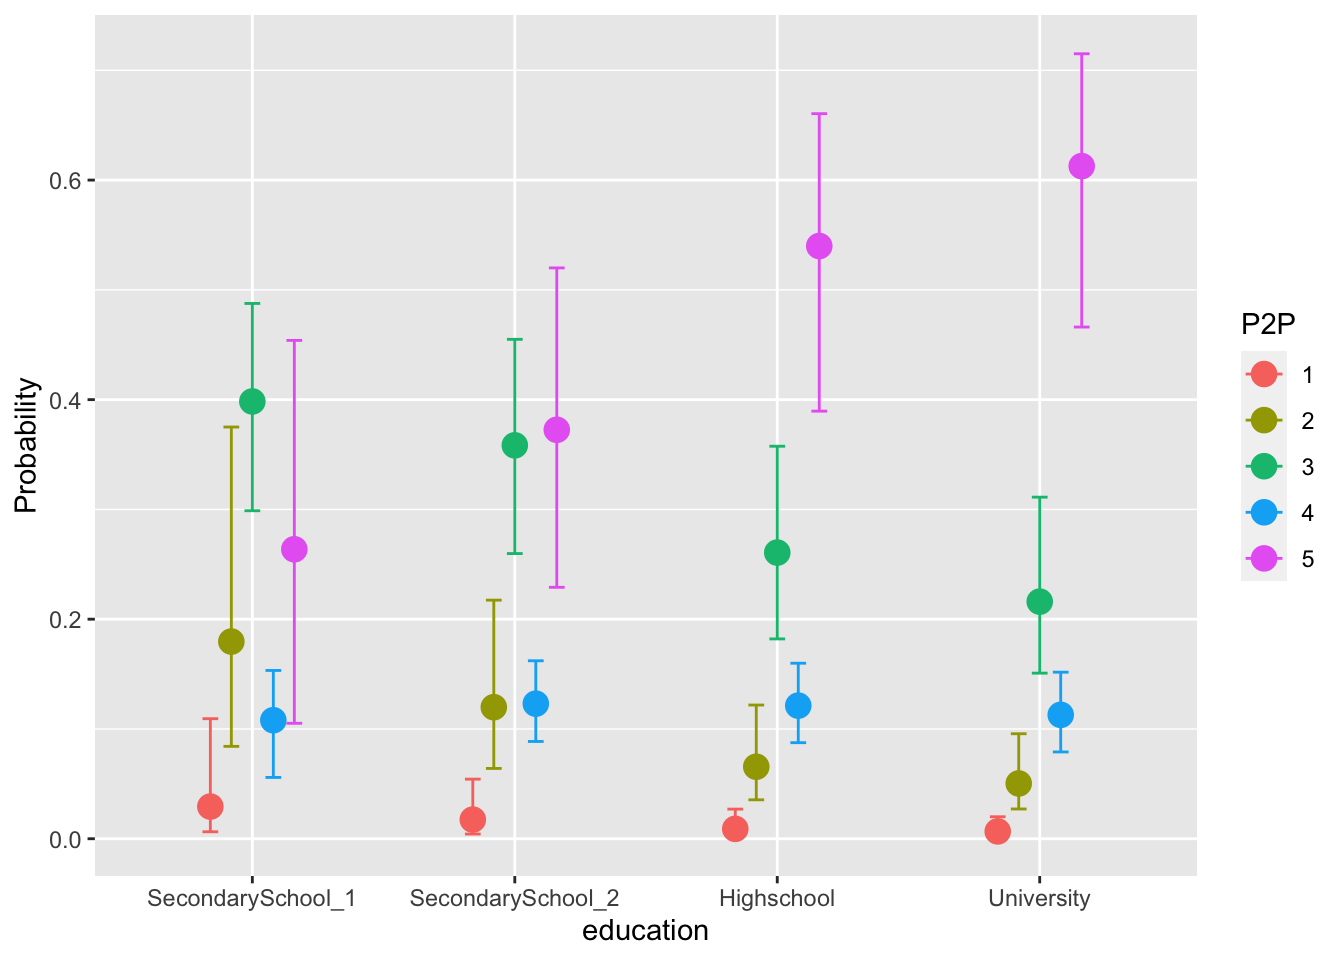 Probability
0.6
0.4
0.2
0.0
SecondarySchool_1
SecondarySchool_2
Highschool
University
education
P2P
1
2
3
4
5